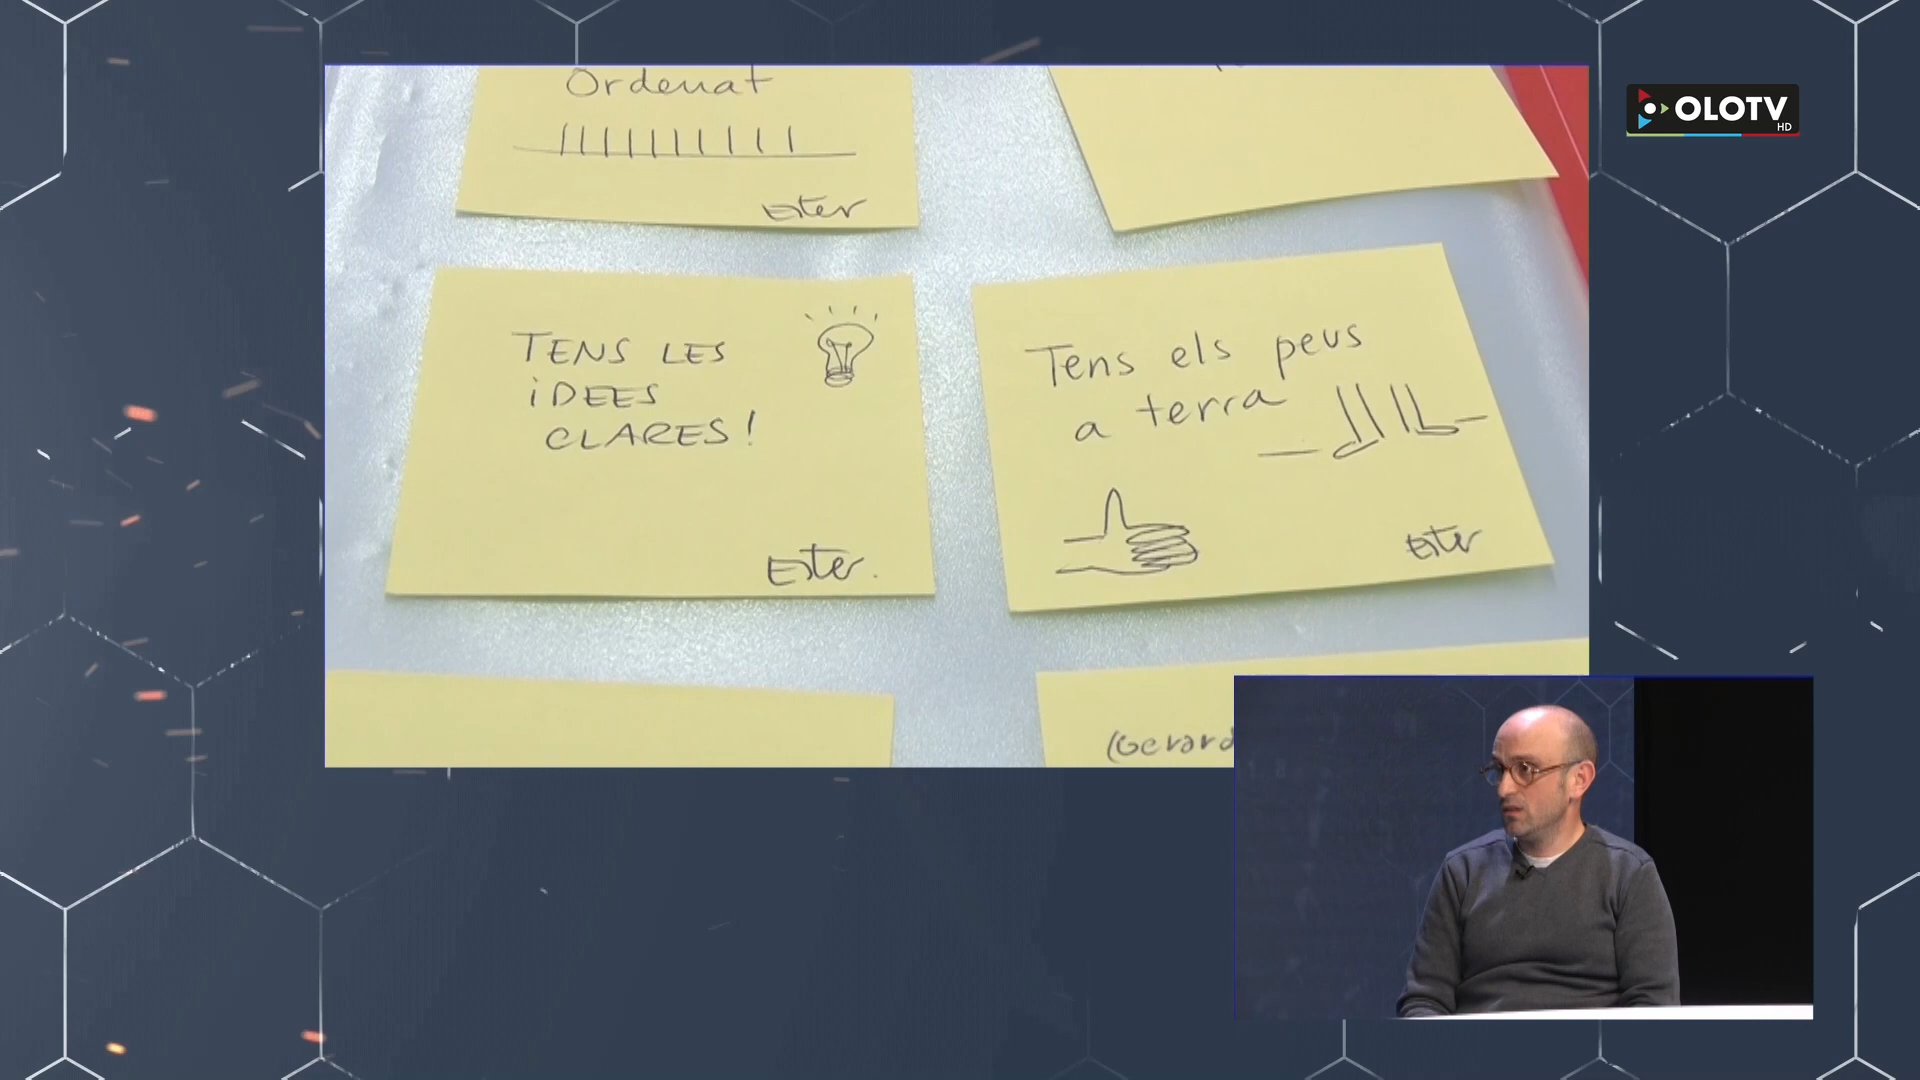 Ordenat
Ester
TENS LES
iDEES
CLARES!
Ester.
Tens els peus
a terra
Ester
(Gerard
OLOTV
HD